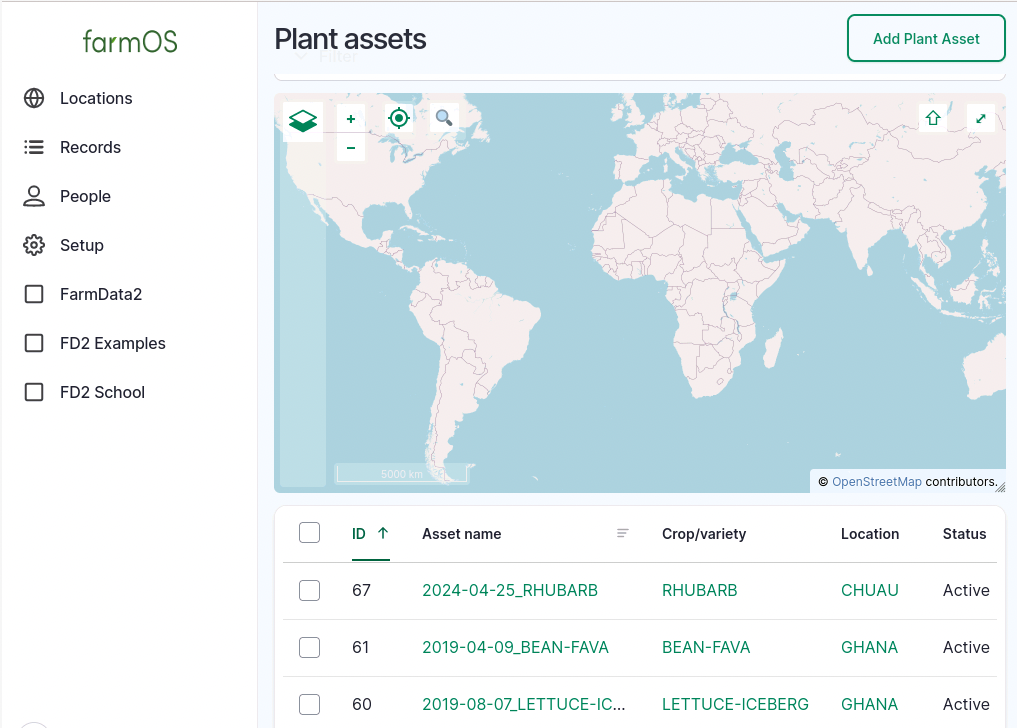 farmOS
Locations
Records
People
Setup
FarmData2
FD2 Examples
FD2 School
Plant assets
Add Plant Asset
Filter
+
−
5000 km
© OpenStreetMap contributors.
ID Asset name Crop/variety Location Status
67 2024-04-25_RHUBARB RHUBARB CHUAU Active
61 2019-04-09_BEAN-FAVA BEAN-FAVA GHANA Active
60 2019-08-07_LETTUCE-IC... LETTUCE-ICEBERG GHANA Active